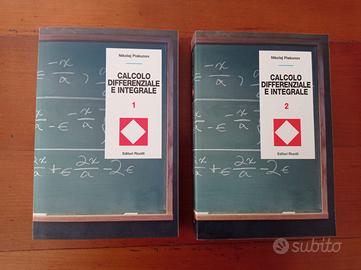 Nikolaj Piskunov
CALCOLO
DIFFERENZIALE
E INTEGRALE
1
Editori Riuniti
Nikolaj Piskunov
CALCOLO
DIFFERENZIALE
E INTEGRALE
2
Editori Riuniti
subito